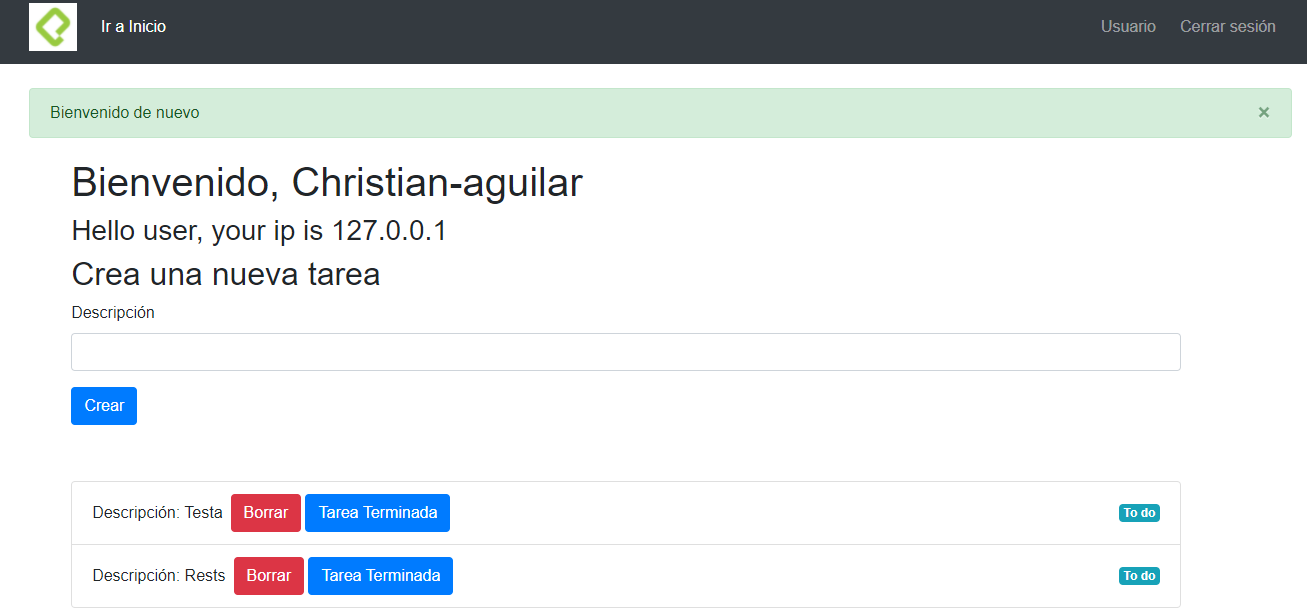 Ir a Inicio Usuario Cerrar sesión
Bienvenido de nuevo ×
Bienvenido, Christian-aguilar
Hello user, your ip is 127.0.0.1
Crea una nueva tarea
Descripción
Crear
Descripción: Testa Borrar Tarea Terminada To do
Descripción: Rests Borrar Tarea Terminada To do